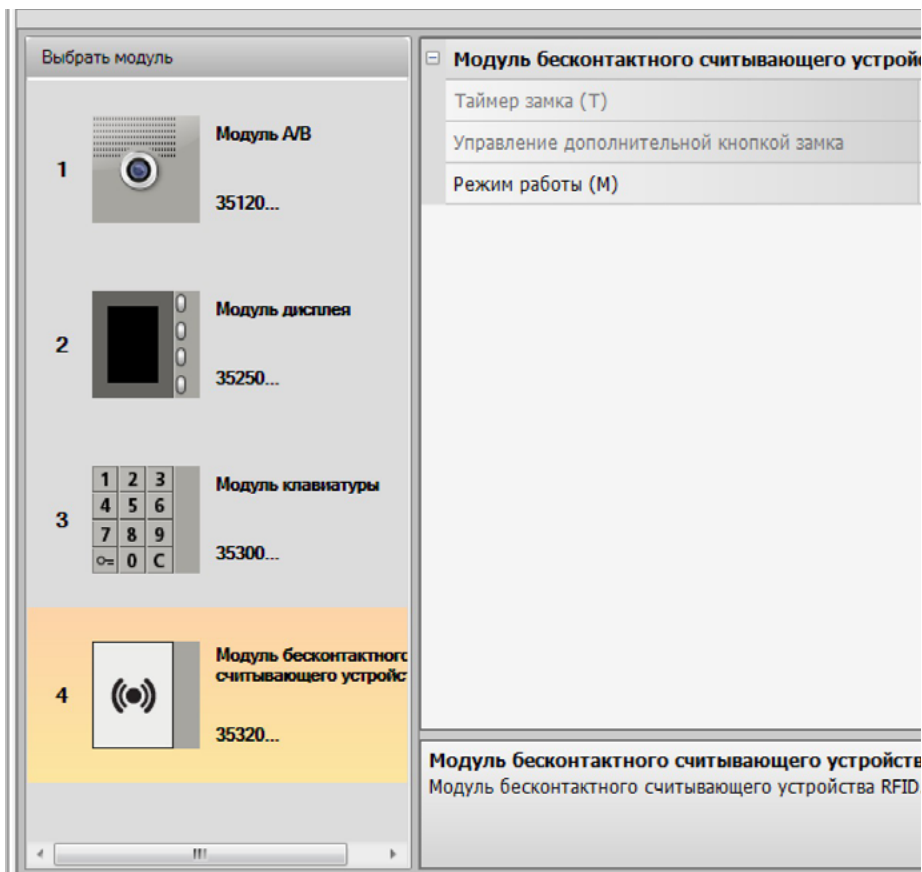 Выбрать модуль
1
Модуль A/B
35120...
2
Модуль дисплея
35250...
3
1 2 3
4 5 6
7 8 9
0 C
Модуль клавиатуры
35300...
4
Модуль бесконтактног
считывающего устройс
35320...
Модуль бесконтактного считывающего устрой
Таймер замка (T)
Управление дополнительной кнопкой замка
Режим работы (M)
Модуль бесконтактного считывающего устройств
Модуль бесконтактного считывающего устройства RFID